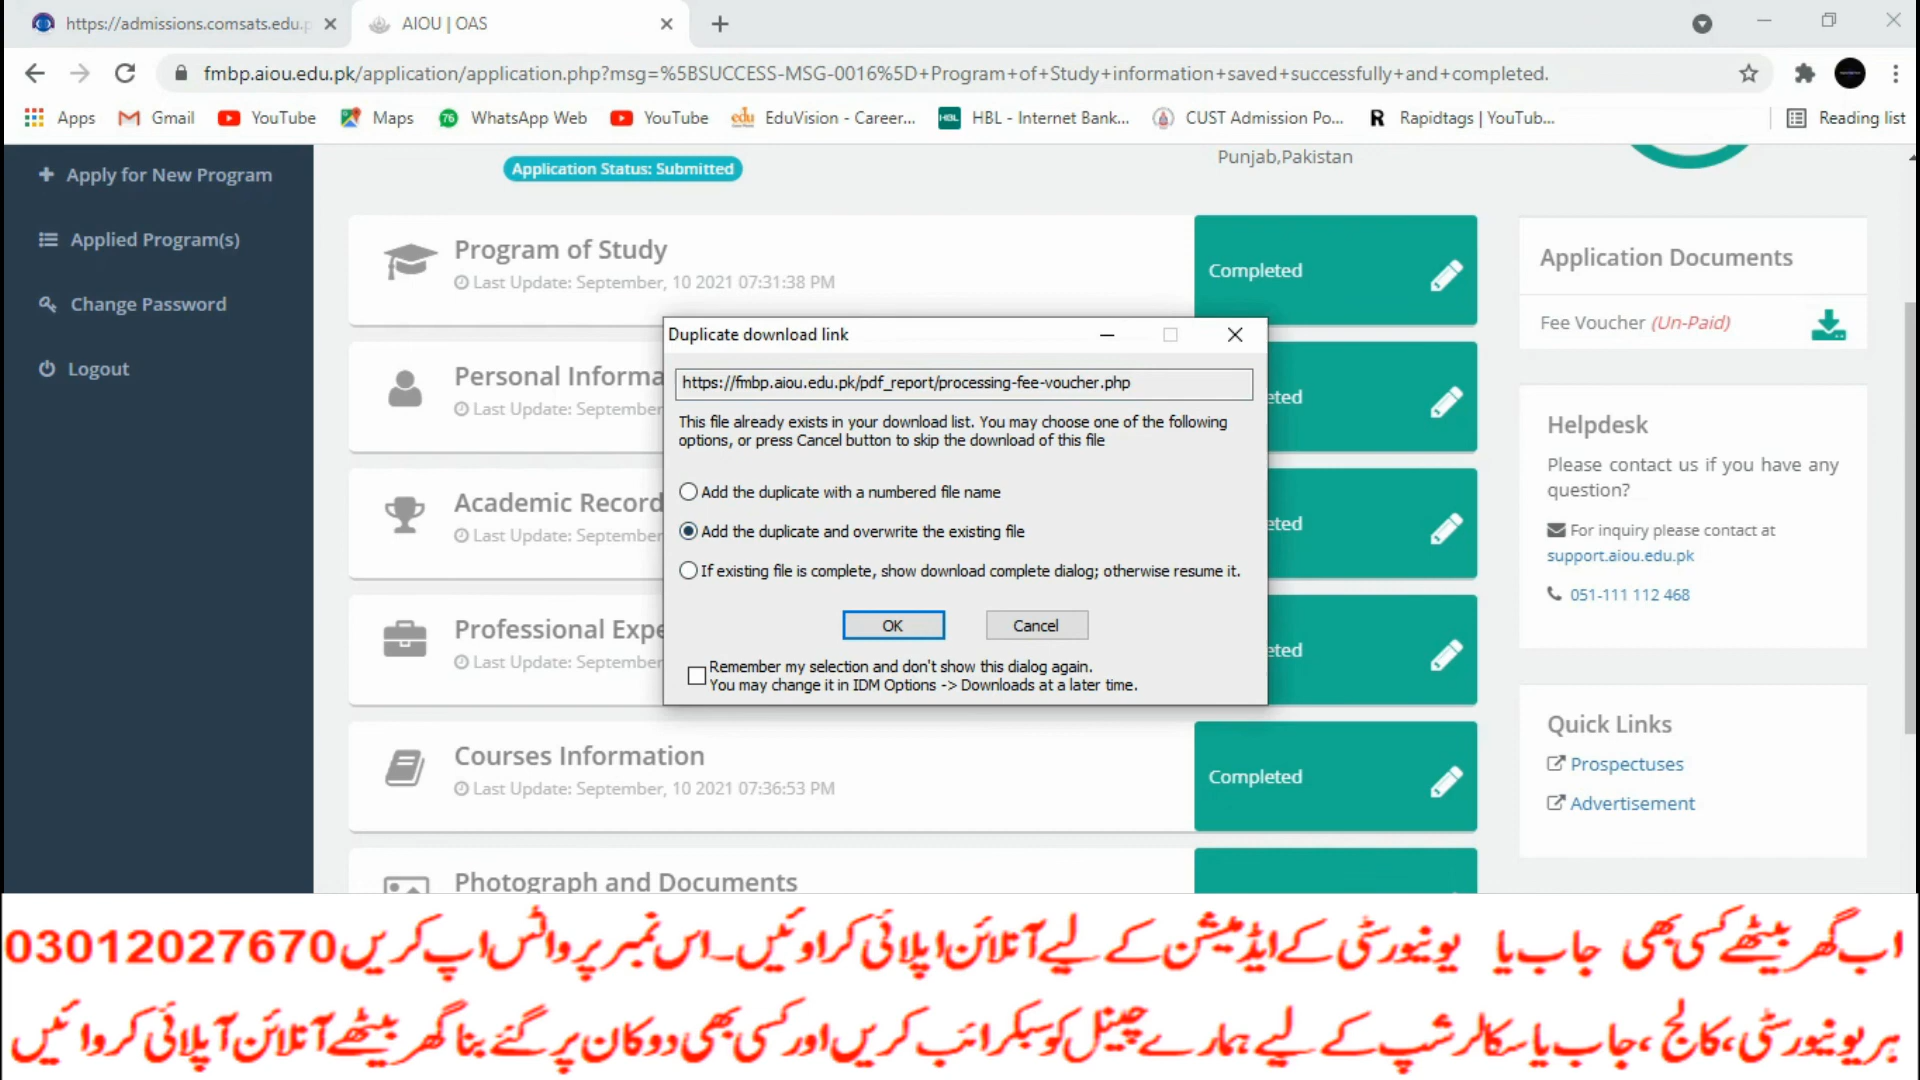 https://admissions.comsats.edu.p
AIOU | OAS
fmbp.aiou.edu.pk/application/application.php?msg=%5BSUCCESS-MSG-0016%5D+Program+of+Study+information+saved+successfully+and+completed.
Apps
Gmail
YouTube
Maps
76
WhatsApp Web
YouTube
edu
EduVision - Career...
HBL
HBL - Internet Bank...
CUST Admission Po...
R
Rapidtags | YouTub...
Reading list
Apply for New Program
Applied Program(s)
Change Password
Logout
Application Status: Submitted
Punjab,Pakistan
Program of Study
Last Update: September, 10 2021 07:31:38 PM
Completed
Personal Informa
Last Update: September
eted
Academic Record
Last Update: September
eted
Professional Expe
Last Update: September
eted
Courses Information
Last Update: September, 10 2021 07:36:53 PM
Completed
Photograph and Documents
Duplicate download link
https://fmbp.aiou.edu.pk/pdf_report/processing-fee-voucher.php
This file already exists in your download list. You may choose one of the following
options, or press Cancel button to skip the download of this file
Add the duplicate with a numbered file name
Add the duplicate and overwrite the existing file
If existing file is complete, show download complete dialog; otherwise resume it.
OK
Cancel
Remember my selection and don't show this dialog again.
You may change it in IDM Options -> Downloads at a later time.
Application Documents
Fee Voucher (Un-Paid)
Helpdesk
Please contact us if you have any
question?
For inquiry please contact at
support.aiou.edu.pk
051-111 112 468
Quick Links
Prospectuses
Advertisement
اب گھر بیٹھے کسی بھی جاب یا یونیورسٹی کے ایڈمیشن کے لیے آنلائن اپلائی کراوئیں۔اس نمبر پر واٹس اپ کریں 03012027670
ہر یونیورسٹی،کالج ،جاب یا سکالرشپ کے لیے ہمارے چینل کو سبکرائب کریں اور کسی بھی دوکان پر گئے بنا گھر بیٹھے آنلائن آپلائی کروائیں